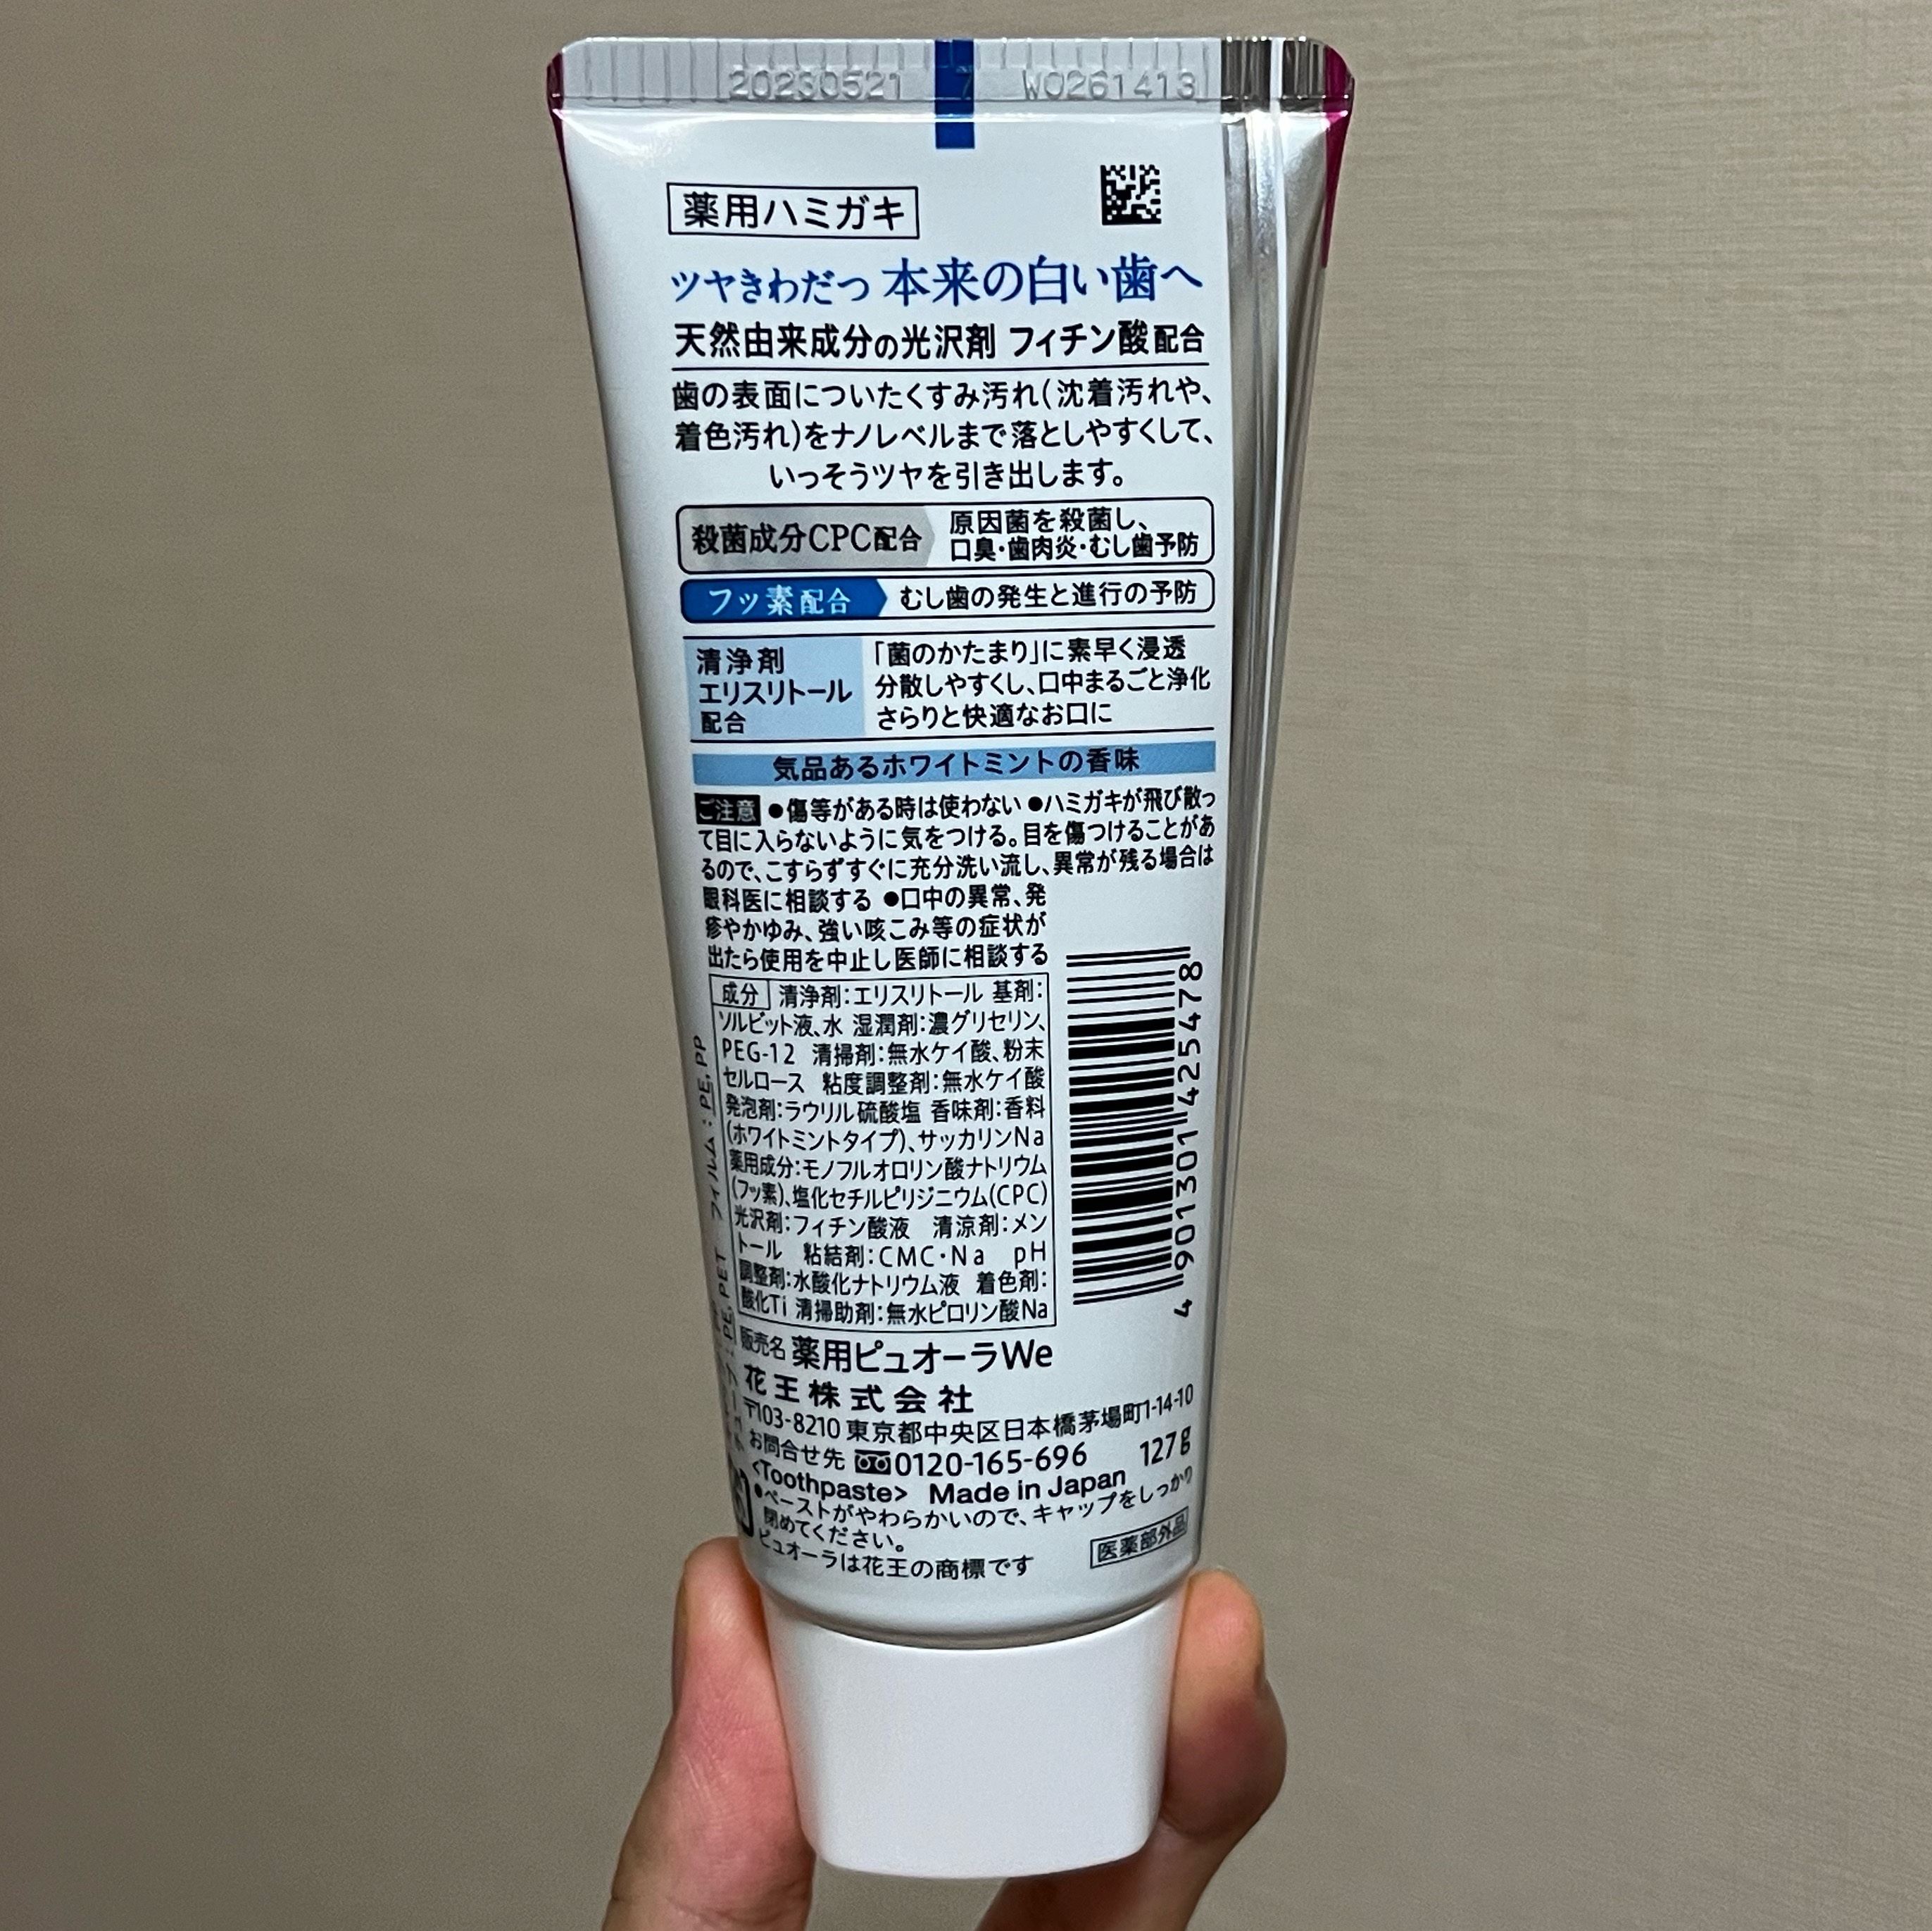 20230521 7 W0261413
薬用ハミガキ
ツヤきわだつ 本来の白い歯へ
天然由来成分の光沢剤 フィチン酸配合
歯の表面についたくすみ汚れ(沈着汚れや、
着色汚れ)をナノレベルまで落としやすくして、
いっそうツヤを引き出します。
殺菌成分CPC配合
原因菌を殺菌し、
口臭・歯肉炎・むし歯予防
フッ素配合 むし歯の発生と進行の予防
清浄剤
エリスリトール
配合
「菌のかたまり」に素早く浸透
分散しやすくし、口中まるごと浄化
さらりと快適なお口に
気品あるホワイトミントの香味
ご注意 ●傷等がある時は使わない ●ハミガキが飛び散っ
て目に入らないように気をつける。目を傷つけることがあ
るので、こすらずすぐに充分洗い流し、異常が残る場合は
眼科医に相談する ●口中の異常、発
疹やかゆみ、強い咳こみ等の症状が
出たら使用を中止し医師に相談する
成分 清浄剤:エリスリトール 基剤:
ソルビット液、水 湿潤剤:濃グリセリン、
PEG-12 清掃剤:無水ケイ酸、粉末
セルロース 粘度調整剤:無水ケイ酸
発泡剤:ラウリル硫酸塩 香味剤:香料
(ホワイトミントタイプ)、サッカリンNa
薬用成分:モノフルオロリン酸ナトリウム
(フッ素)、塩化セチルピリジニウム(CPC)
光沢剤:フィチン酸液 清涼剤:メン
トール 粘結剤:CMC・Na pH
調整剤:水酸化ナトリウム液 着色剤:
酸化Ti 清掃助剤:無水ピロリン酸Na
4 901301 425478
販売名 薬用ピュオーラWe
花王株式会社
〒103-8210 東京都中央区日本橋茅場町1-14-10
お問合せ先 0120-165-696 127g
<Toothpaste> Made in Japan
●ペーストがやわらかいので、キャップをしっかり
閉めてください。
ピュオーラは花王の商標です
医薬部外品
フィルム:PE, PP
PE, PET